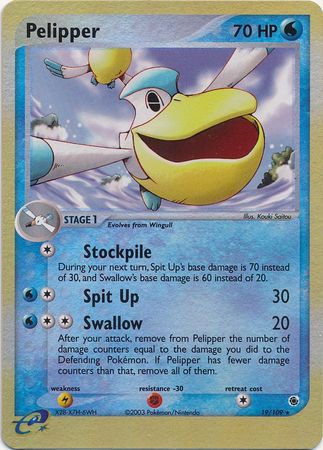 Pelipper 70 HP
Illus. Kouki Saitou
STAGE 1
Evolves from Wingull
Stockpile
During your next turn, Spit Up's base damage is 70 instead
of 30, and Swallow's base damage is 60 instead of 20.
Spit Up 30
Swallow 20
After your attack, remove from Pelipper the number of
damage counters equal to the damage you did to the
Defending Pokémon. If Pelipper has fewer damage
counters than that, remove all of them.
weakness resistance -30 retreat cost
X2B-X7H-6WH ©2003 Pokémon/Nintendo 19/109★
e